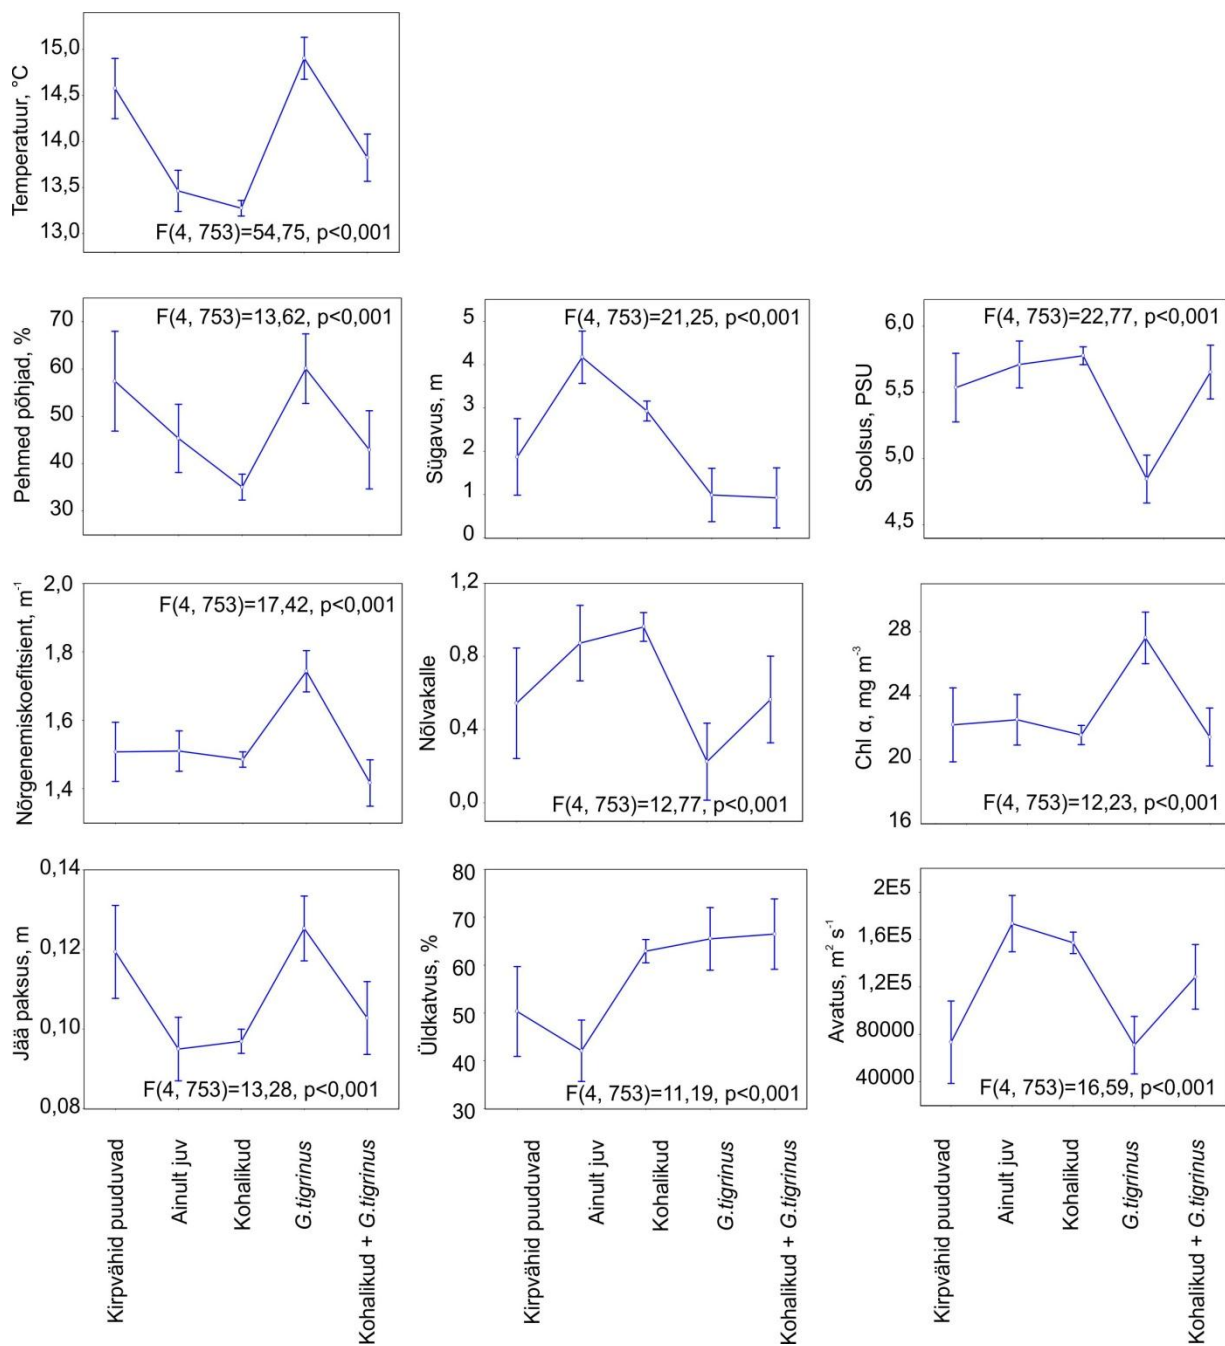 Temperatuur, °C
15,0
14,5
14,0
13,5
13,0
F(4, 753)=54,75, p<0,001
Pehmed põhjad, %
70
60
50
40
30
F(4, 753)=13,62, p<0,001
Sügavus, m
5
4
3
2
1
0
F(4, 753)=21,25, p<0,001
Soolsus, PSU
6,0
5,5
5,0
4,5
F(4, 753)=22,77, p<0,001
Nõrgenemiskoefitsient, m⁻¹
2,0
1,8
1,6
1,4
F(4, 753)=17,42, p<0,001
Nõlvakalle
1,2
0,8
0,4
0,0
F(4, 753)=12,77, p<0,001
Chl α, mg m⁻³
28
24
20
16
F(4, 753)=12,23, p<0,001
Jää paksus, m
0,14
0,12
0,10
0,08
F(4, 753)=13,28, p<0,001
Üldkatvus, %
80
70
60
50
40
30
F(4, 753)=11,19, p<0,001
Avatus, m² s⁻¹
2E5
1,6E5
1,2E5
80000
40000
F(4, 753)=16,59, p<0,001
Kirpvähid puuduvad
Ainult juv
Kohalikud
G.tigrinus
Kohalikud + G.tigrinus
Kirpvähid puuduvad
Ainult juv
Kohalikud
G.tigrinus
Kohalikud + G.tigrinus
Kirpvähid puuduvad
Ainult juv
Kohalikud
G.tigrinus
Kohalikud + G.tigrinus